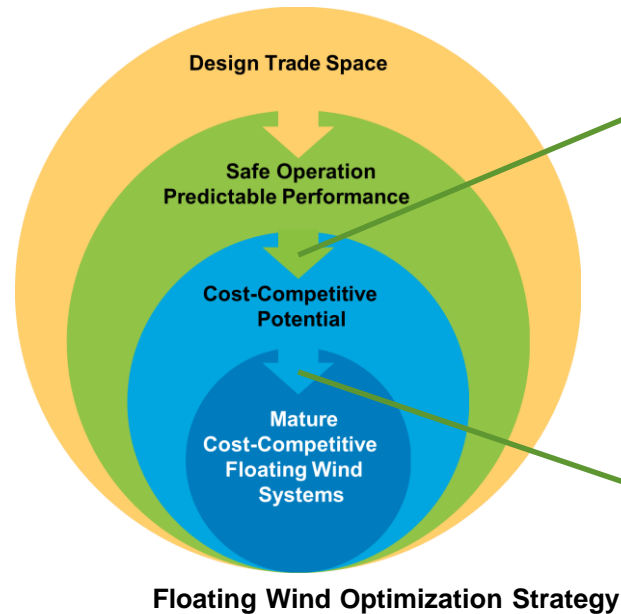 Design Trade Space
Safe Operation
Predictable Performance
Cost-Competitive
Potential
Mature
Cost-Competitive
Floating Wind
Systems
Floating Wind Optimization Strategy